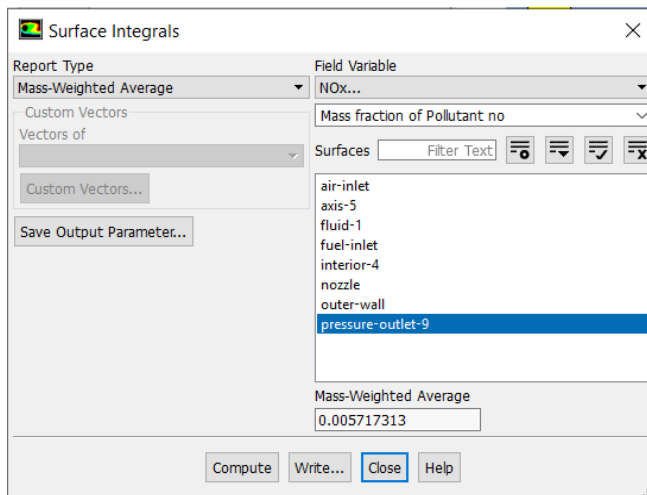 Surface Integrals
Report Type
Mass-Weighted Average
Custom Vectors
Vectors of
Custom Vectors...
Save Output Parameter...
Field Variable
NOx...
Mass fraction of Pollutant no
Surfaces Filter Text
air-inlet
axis-5
fluid-1
fuel-inlet
interior-4
nozzle
outer-wall
pressure-outlet-9
Mass-Weighted Average
0.005717313
Compute Write... Close Help